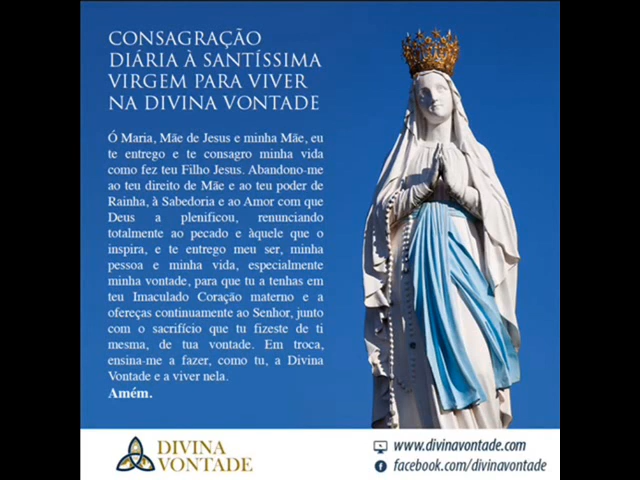 CONSAGRAÇÃO
DIÁRIA À SANTÍSSIMA
VIRGEM PARA VIVER
NA DIVINA VONTADE
Ó Maria, Mãe de Jesus e minha Mãe, eu
te entrego e te consagro minha vida
como fez teu Filho Jesus. Abandono-me
ao teu direito de Mãe e ao teu poder de
Rainha, à Sabedoria e ao Amor com que
Deus a plenificou, renunciando
totalmente ao pecado e àquele que o
inspira, e te entrego meu ser, minha
pessoa e minha vida, especialmente
minha vontade, para que tu a tenhas em
teu Imaculado Coração materno e a
ofereças continuamente ao Senhor, junto
com o sacrifício que tu fizeste de ti
mesma, de tua vontade. Em troca,
ensina-me a fazer, como tu, a Divina
Vontade e a viver nela.
Amém.
DIVINA
VONTADE
www.divinavontade.com
facebook.com/divinavontade